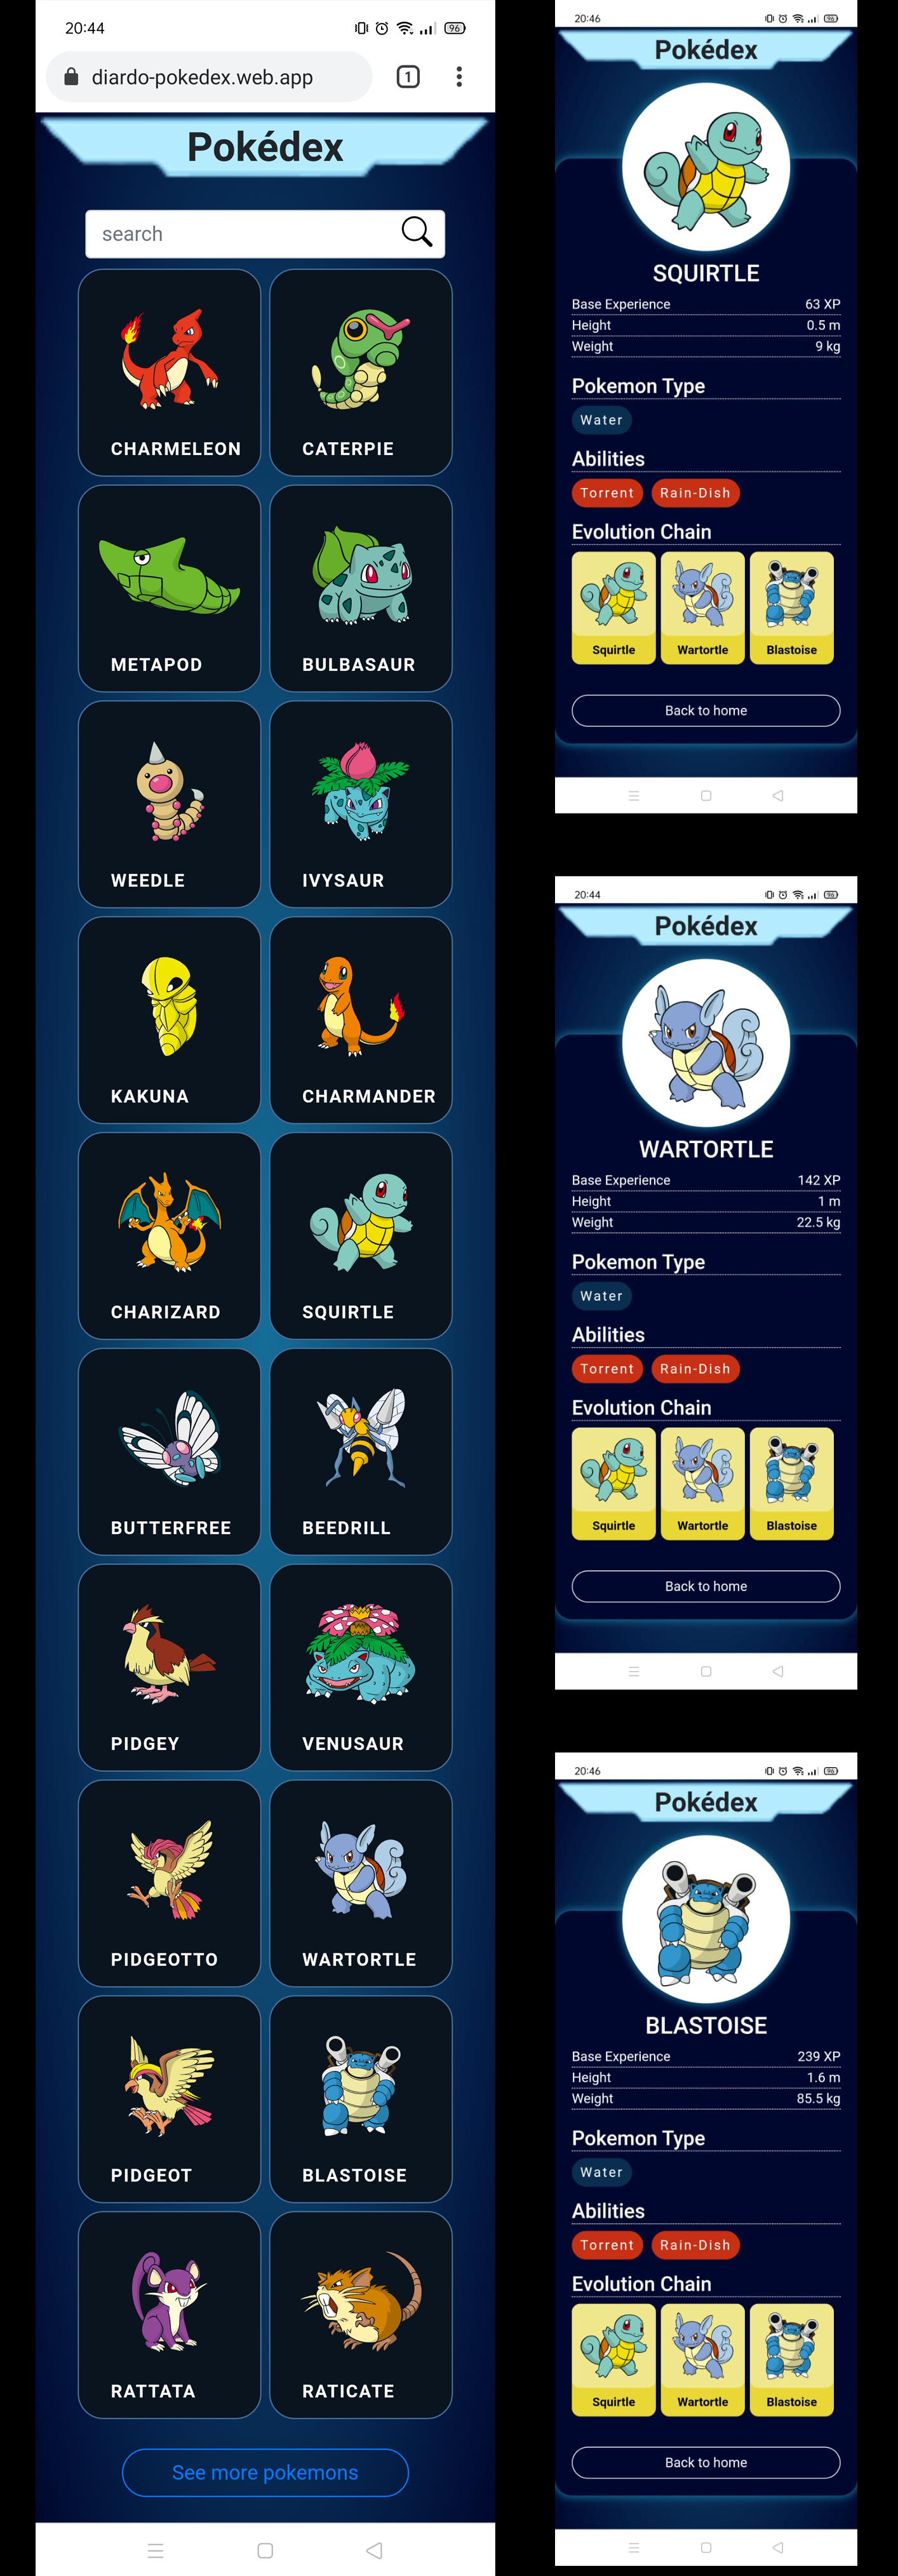 20:44
96
diardo-pokedex.web.app
1
Pokédex
search
CHARMELEON
CATERPIE
METAPOD
BULBASAUR
WEEDLE
IVYSAUR
KAKUNA
CHARMANDER
CHARIZARD
SQUIRTLE
BUTTERFREE
BEEDRILL
PIDGEY
VENUSAUR
PIDGEOTTO
WARTORTLE
PIDGEOT
BLASTOISE
RATTATA
RATICATE
See more pokemons
20:46
96
Pokédex
SQUIRTLE
Base Experience 63 XP
Height 0.5 m
Weight 9 kg
Pokemon Type
Water
Abilities
Torrent Rain-Dish
Evolution Chain
Squirtle Wartortle Blastoise
Back to home
20:44
96
Pokédex
WARTORTLE
Base Experience 142 XP
Height 1 m
Weight 22.5 kg
Pokemon Type
Water
Abilities
Torrent Rain-Dish
Evolution Chain
Squirtle Wartortle Blastoise
Back to home
20:46
96
Pokédex
BLASTOISE
Base Experience 239 XP
Height 1.6 m
Weight 85.5 kg
Pokemon Type
Water
Abilities
Torrent Rain-Dish
Evolution Chain
Squirtle Wartortle Blastoise
Back to home